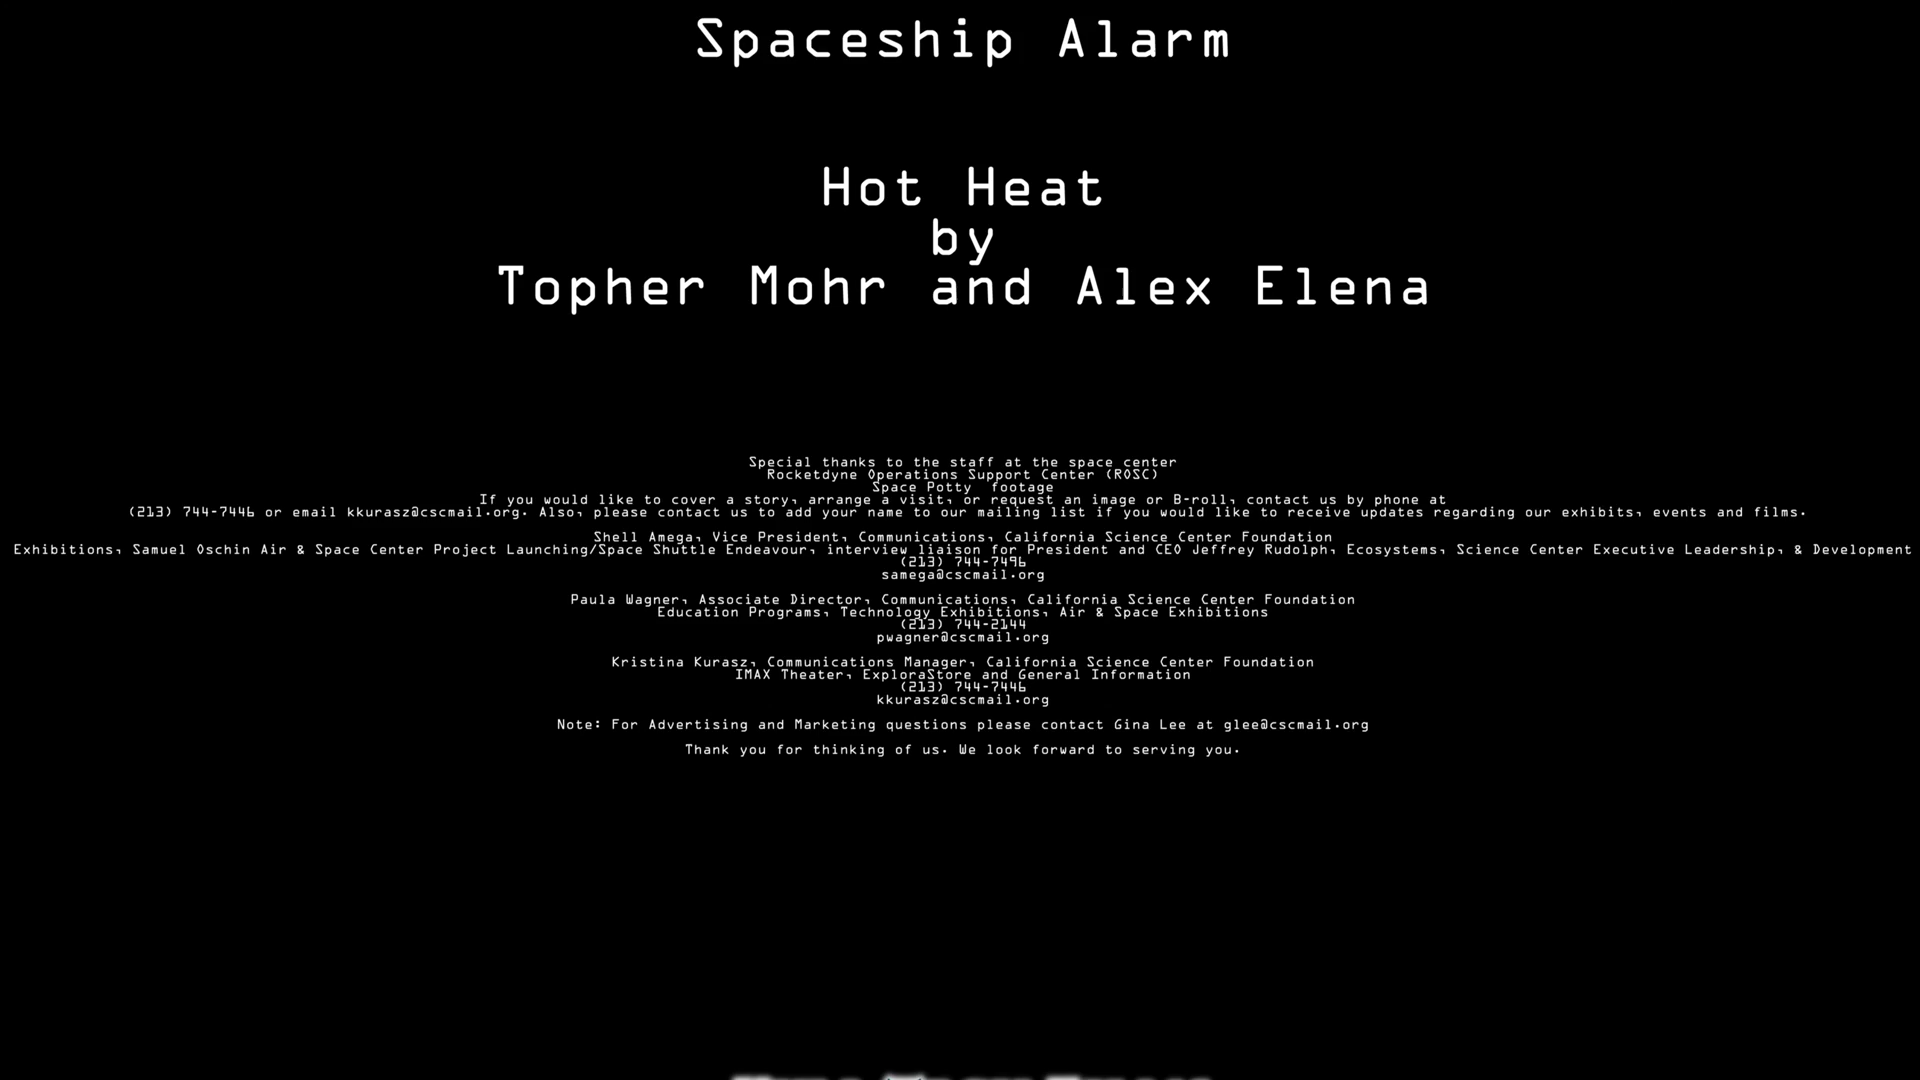 Spaceship Alarm
Hot Heat
by
Topher Mohr and Alex Elena
Special thanks to the staff at the space center
Rocketdyne Operations Support Center (ROSC)
Space Potty footage
If you would like to cover a story, arrange a visit, or request an image or B-roll, contact us by phone at
(213) 744-7446 or email kkurasz@cscmail.org. Also, please contact us to add your name to our mailing list if you would like to receive updates regarding our exhibits, events and films.
Shell Amega, Vice President, Communications, California Science Center Foundation
Exhibitions, Samuel Oschin Air & Space Center Project Launching/Space Shuttle Endeavour, interview liaison for President and CEO Jeffrey Rudolph, Ecosystems, Science Center Executive Leadership, & Development
(213) 744-7496
samega@cscmail.org
Paula Wagner, Associate Director, Communications, California Science Center Foundation
Education Programs, Technology Exhibitions, Air & Space Exhibitions
(213) 744-2144
pwagner@cscmail.org
Kristina Kurasz, Communications Manager, California Science Center Foundation
IMAX Theater, ExploraStore and General Information
(213) 744-7446
kkurasz@cscmail.org
Note: For Advertising and Marketing questions please contact Gina Lee at glee@cscmail.org
Thank you for thinking of us. We look forward to serving you.